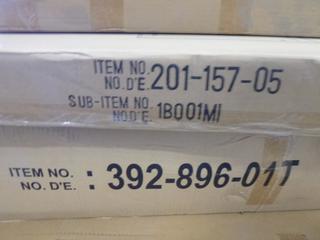 ITEM NO.
NO.D'E. 201-157-05
SUB-ITEM NO.
NO.D'E. 1B001MI
ITEM NO.
NO. D'E. : 392-896-01T